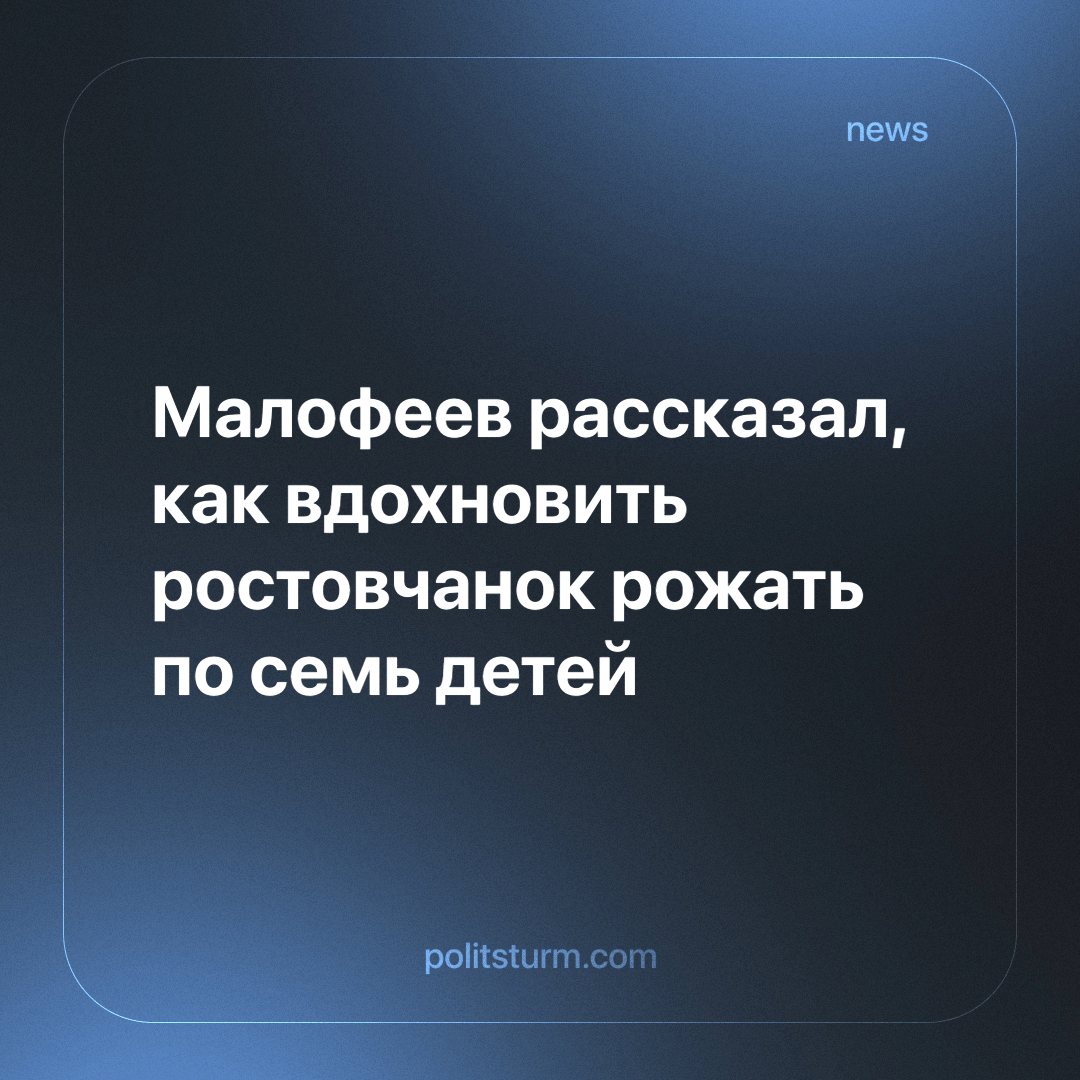 news
Малофеев рассказал,
как вдохновить
ростовчанок рожать
по семь детей
politsturm.com